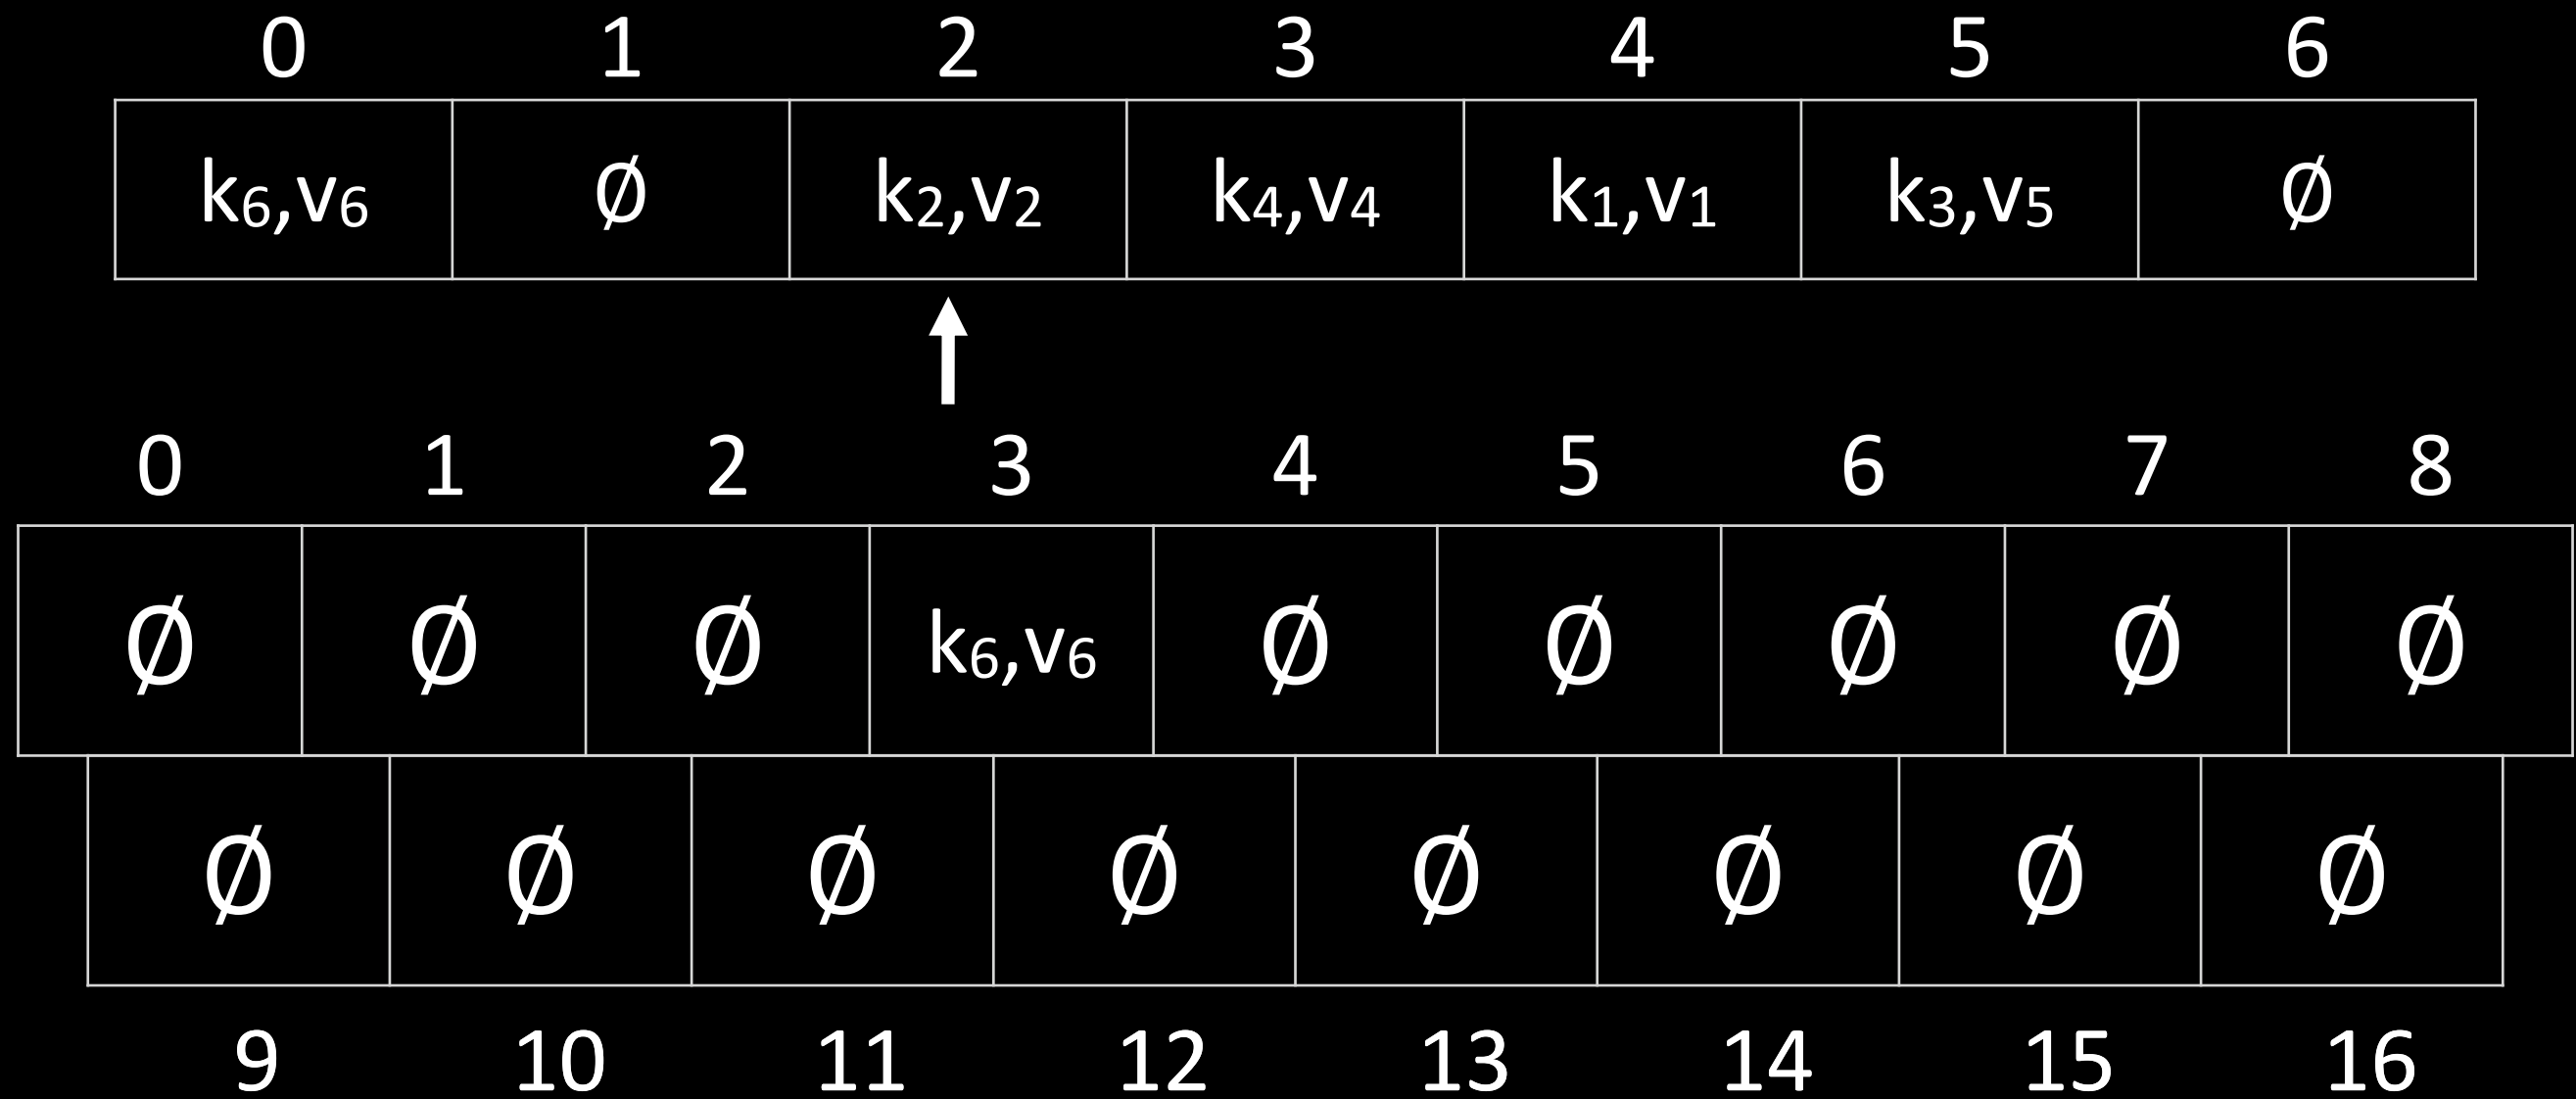 0 1 2 3 4 5 6
k₆,v₆ Ø k₂,v₂ k₄,v₄ k₁,v₁ k₃,v₅ Ø
0 1 2 3 4 5 6 7 8
Ø Ø Ø k₆,v₆ Ø Ø Ø Ø Ø
Ø Ø Ø Ø Ø Ø Ø Ø
9 10 11 12 13 14 15 16